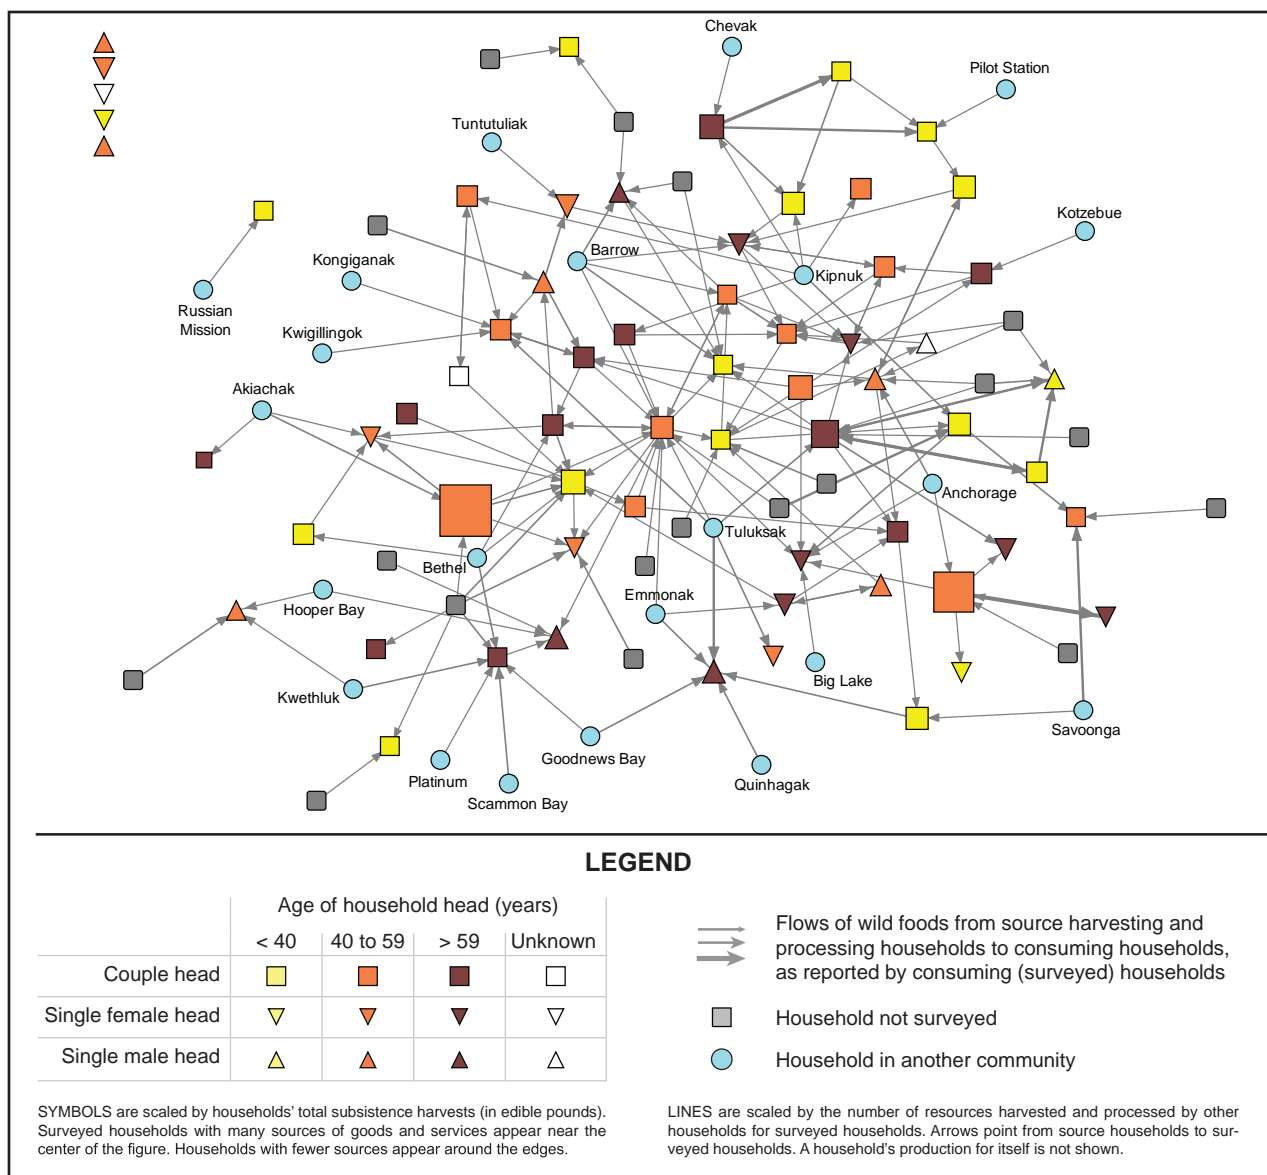 Chevak
Pilot Station
Tuntutuliak
Kotzebue
Barrow
Kongiganak
Kipnuk
Russian
Mission
Kwigillingok
Akiachak
Anchorage
Tuluksak
Bethel
Hooper Bay
Emmonak
Big Lake
Kwethluk
Savoonga
Goodnews Bay
Platinum
Quinhagak
Scammon Bay
LEGEND
Age of household head (years)
< 40 40 to 59 > 59 Unknown
Couple head
Single female head
Single male head
Flows of wild foods from source harvesting and
processing households to consuming households,
as reported by consuming (surveyed) households
Household not surveyed
Household in another community
SYMBOLS are scaled by households' total subsistence harvests (in edible pounds).
Surveyed households with many sources of goods and services appear near the
center of the figure. Households with fewer sources appear around the edges.
LINES are scaled by the number of resources harvested and processed by other
households for surveyed households. Arrows point from source households to sur-
veyed households. A household's production for itself is not shown.